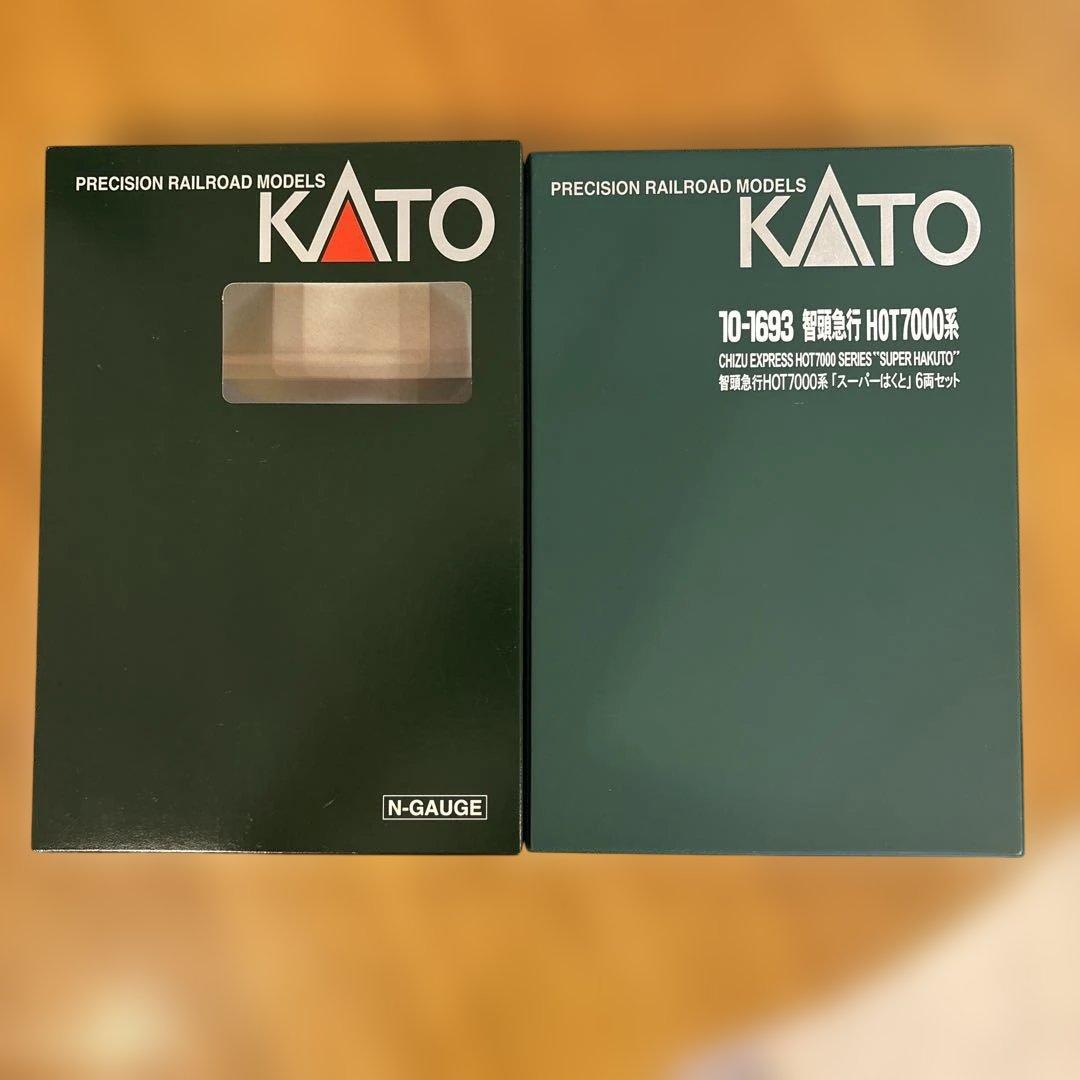 PRECISION RAILROAD MODELS
KATO
N-GAUGE
PRECISION RAILROAD MODELS
KATO
10-1693 智頭急行 HOT7000系
CHIZU EXPRESS HOT7000 SERIES "SUPER HAKUTO"
智頭急行HOT7000系「スーパーはくと」6両セット